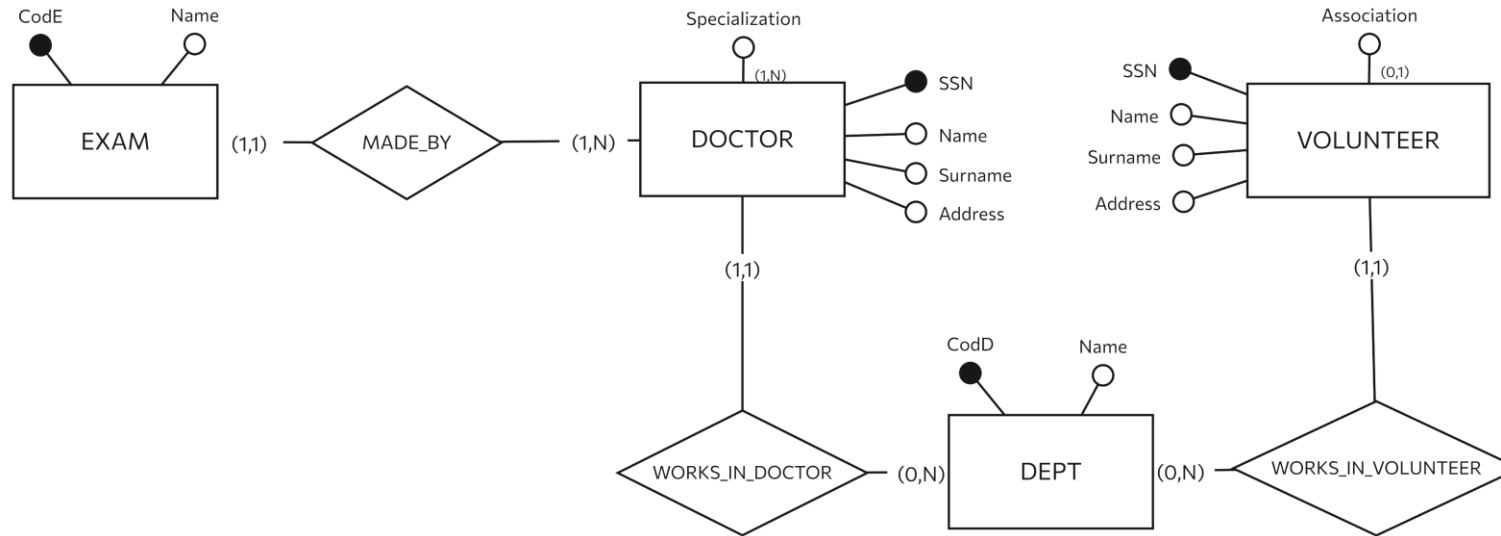 CodE
Name
EXAM
(1,1)
MADE_BY
(1,N)
Specialization
(1,N)
DOCTOR
SSN
Name
Surname
Address
(1,1)
WORKS_IN_DOCTOR
(0,N)
CodD
Name
DEPT
(0,N)
WORKS_IN_VOLUNTEER
(1,1)
Association
(0,1)
VOLUNTEER
SSN
Name
Surname
Address